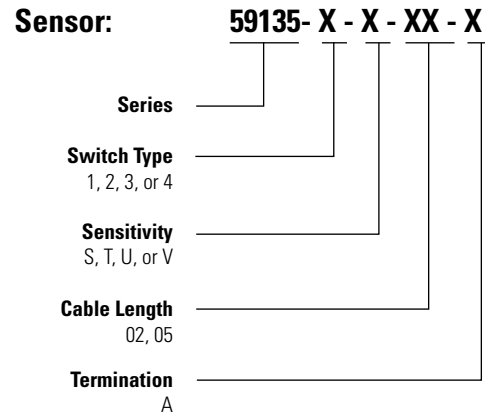 Sensor: 59135- X - X - XX - X
Series
Switch Type
1, 2, 3, or 4
Sensitivity
S, T, U, or V
Cable Length
02, 05
Termination
A